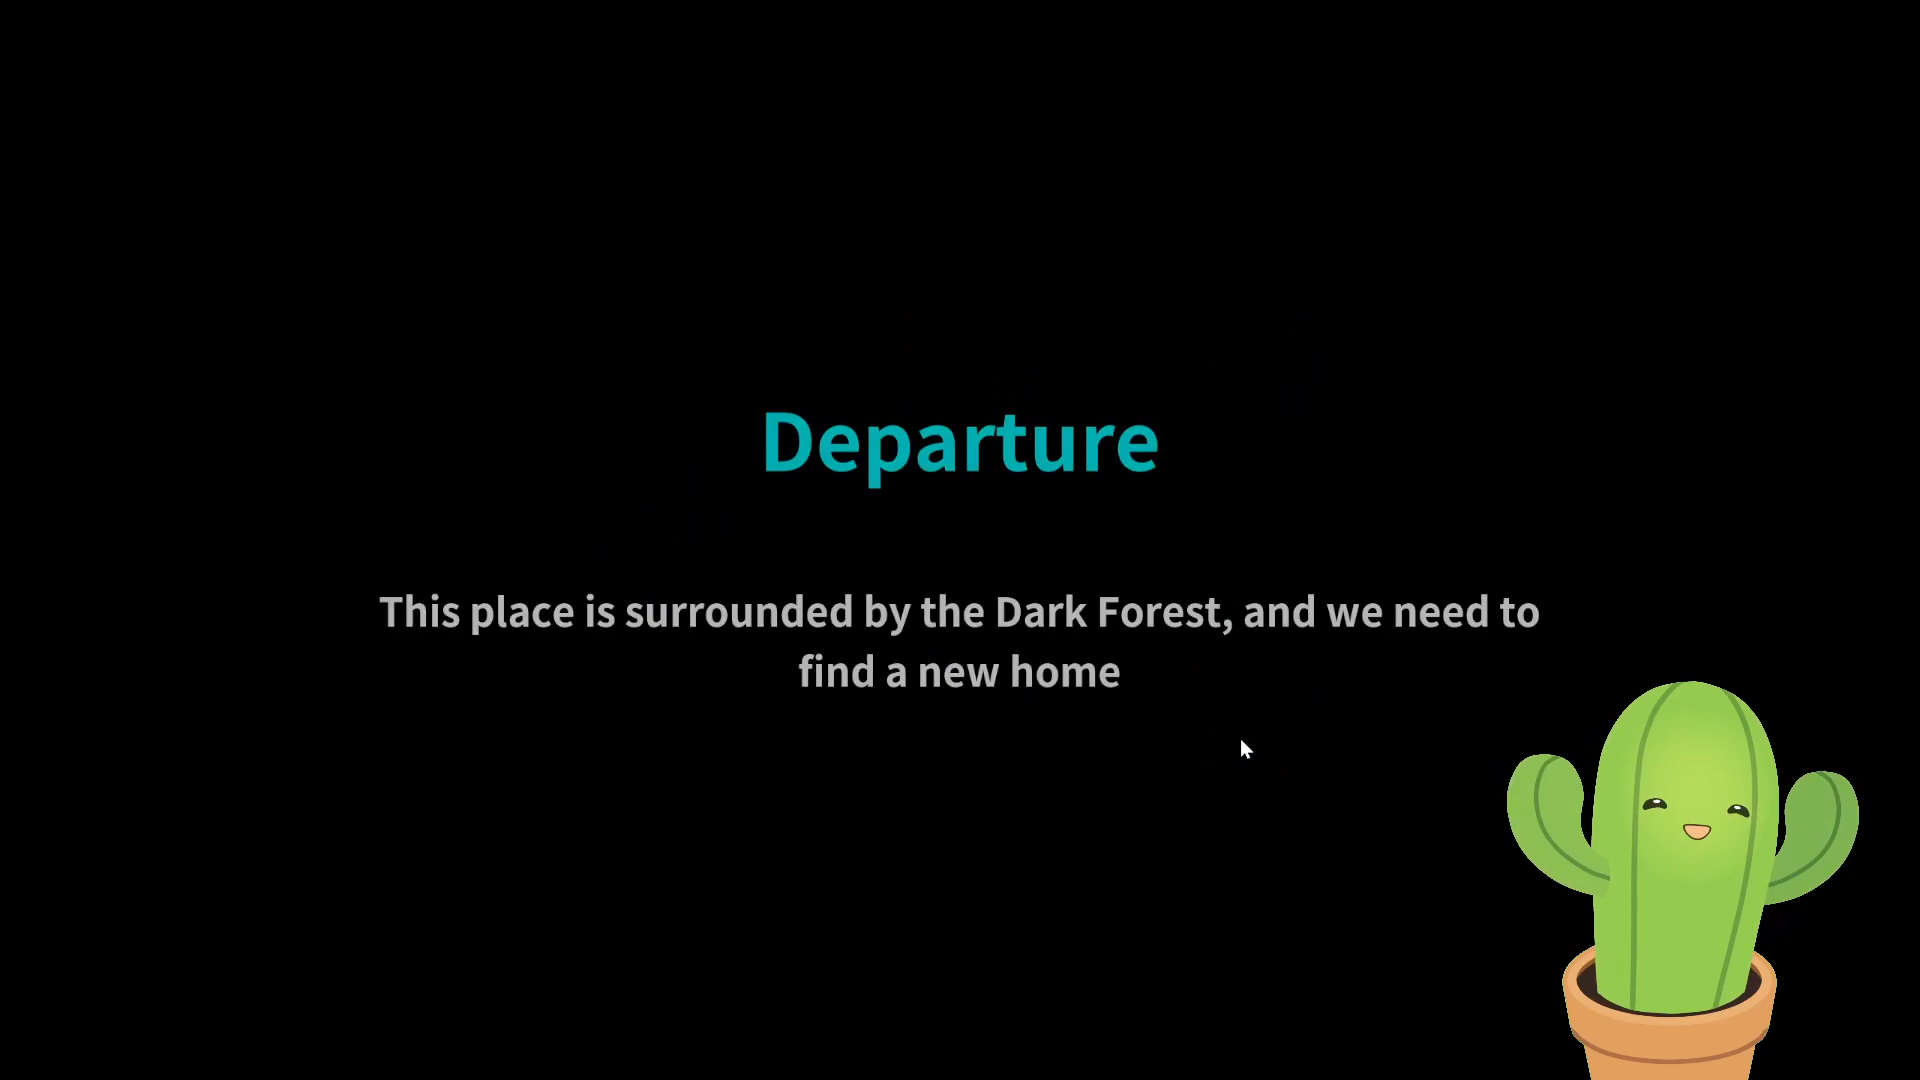 Departure
This place is surrounded by the Dark Forest, and we need to
find a new home